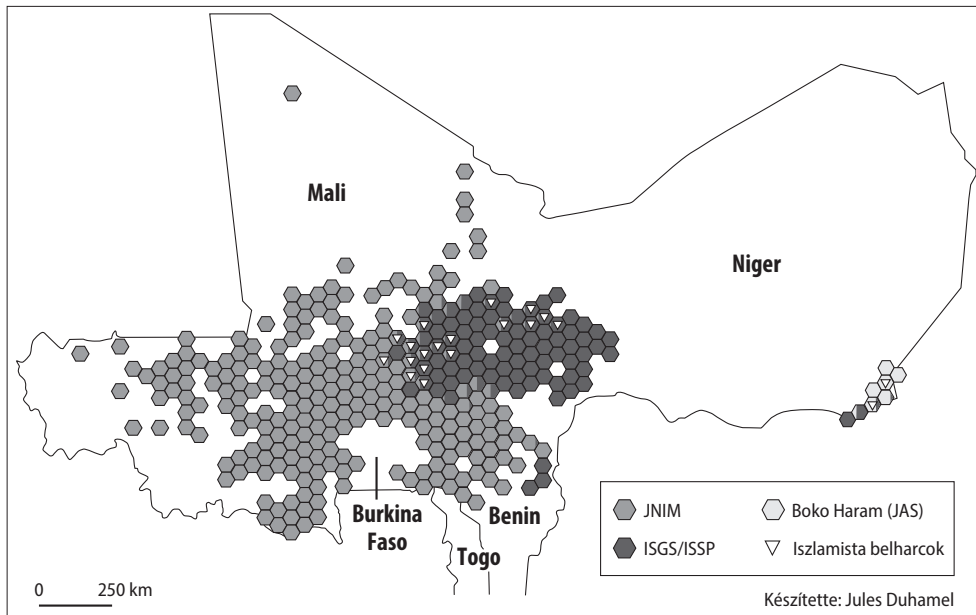 Mali
Niger
Burkina
Faso
Togo
Benin
JNIM
ISGS/ISSP
Boko Haram (JAS)
Iszlamista belharcok
0 250 km
Készítette: Jules Duhamel